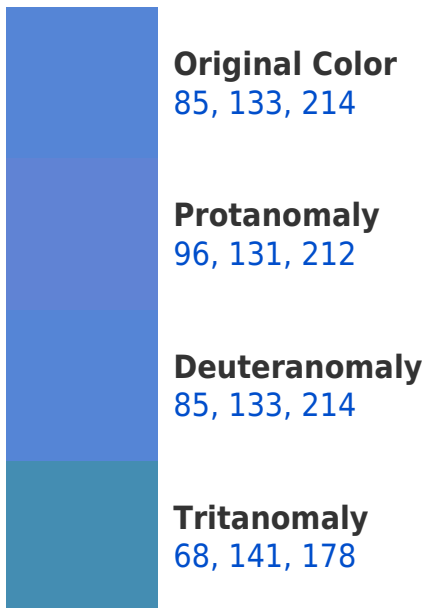 Original Color
85, 133, 214
Protanomaly
96, 131, 212
Deuteranomaly
85, 133, 214
Tritanomaly
68, 141, 178